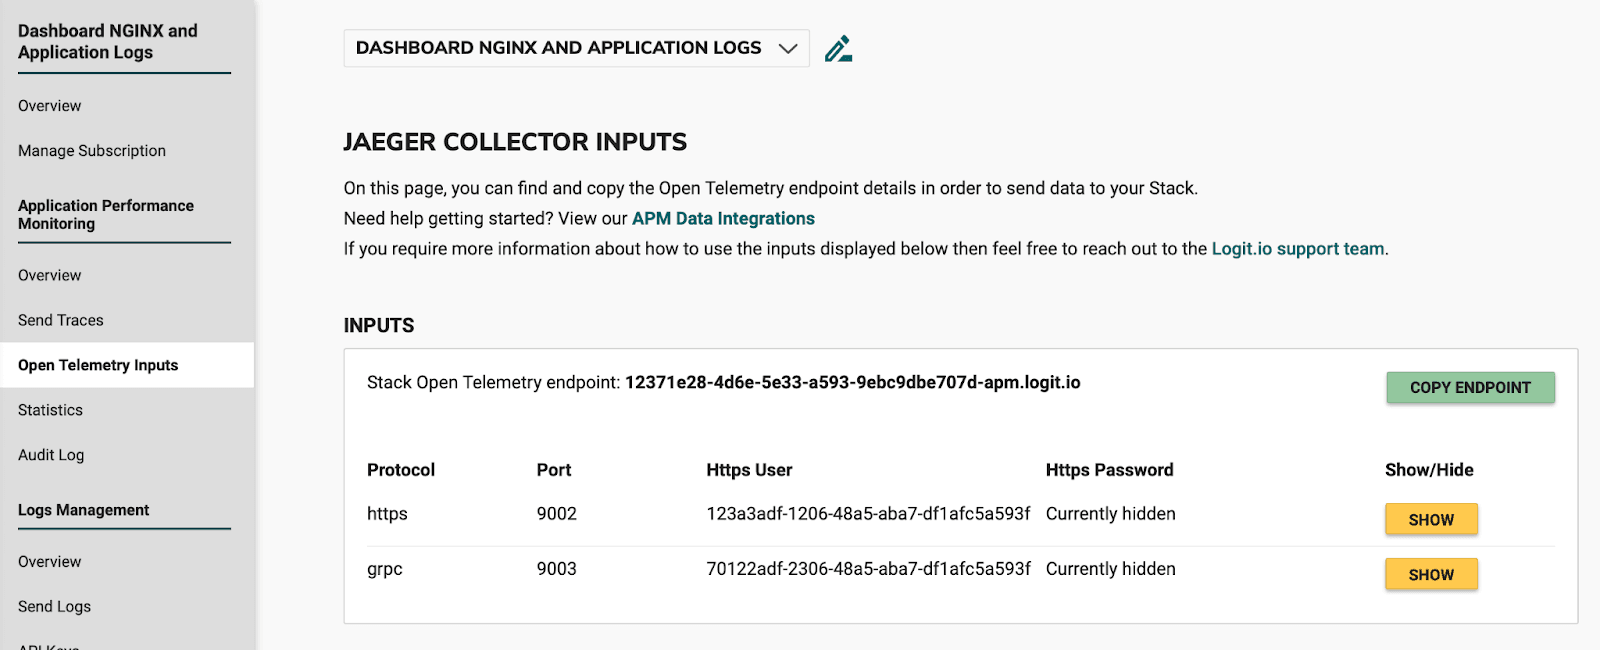 Dashboard NGINX and
Application Logs
Overview
Manage Subscription
Application Performance
Monitoring
Overview
Send Traces
Open Telemetry Inputs
Statistics
Audit Log
Logs Management
Overview
Send Logs
API Keys
DASHBOARD NGINX AND APPLICATION LOGS
JAEGER COLLECTOR INPUTS
On this page, you can find and copy the Open Telemetry endpoint details in order to send data to your Stack.
Need help getting started? View our APM Data Integrations
If you require more information about how to use the inputs displayed below then feel free to reach out to the Logit.io support team.
INPUTS
Stack Open Telemetry endpoint: 12371e28-4d6e-5e33-a593-9ebc9dbe707d-apm.logit.io
COPY ENDPOINT
Protocol Port Https User Https Password Show/Hide
https 9002 123a3adf-1206-48a5-aba7-df1afc5a593f Currently hidden SHOW
grpc 9003 70122adf-2306-48a5-aba7-df1afc5a593f Currently hidden SHOW